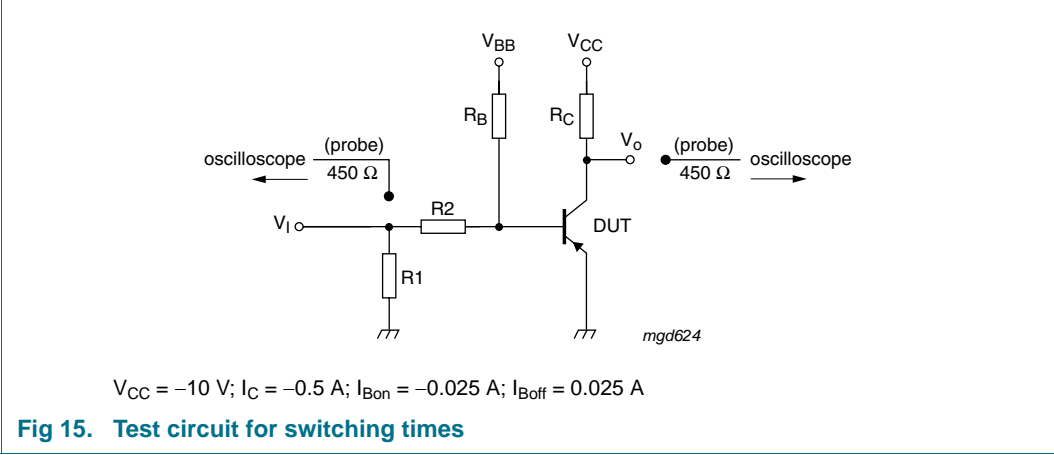 VBB VCC
RB RC
Vo
(probe) (probe)
oscilloscope oscilloscope
450 Ω 450 Ω
R2
VI DUT
R1
mgd624
VCC = −10 V; IC = −0.5 A; IBon = −0.025 A; IBoff = 0.025 A
Fig 15. Test circuit for switching times